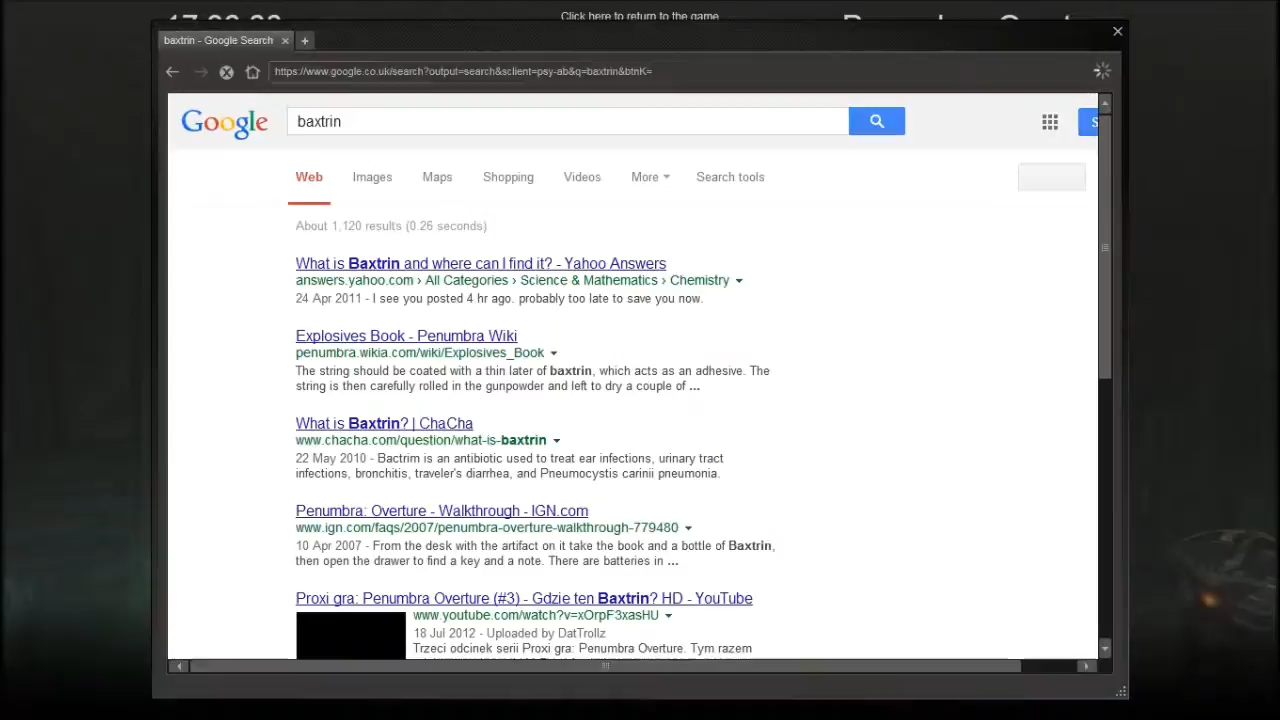 Click here to return to the game
baxtrin - Google Search
https://www.google.co.uk/search?output=search&sclient=psy-ab&q=baxtrin&btnK=
Google
baxtrin
S
Web Images Maps Shopping Videos More Search tools
About 1,120 results (0.26 seconds)
What is Baxtrin and where can I find it? - Yahoo Answers
answers.yahoo.com › All Categories › Science & Mathematics › Chemistry
24 Apr 2011 - I see you posted 4 hr ago. probably too late to save you now.
Explosives Book - Penumbra Wiki
penumbra.wikia.com/wiki/Explosives_Book
The string should be coated with a thin later of baxtrin, which acts as an adhesive. The
string is then carefully rolled in the gunpowder and left to dry a couple of ...
What is Baxtrin? | ChaCha
www.chacha.com/question/what-is-baxtrin
22 May 2010 - Bactrim is an antibiotic used to treat ear infections, urinary tract
infections, bronchitis, traveler's diarrhea, and Pneumocystis carinii pneumonia.
Penumbra: Overture - Walkthrough - IGN.com
www.ign.com/faqs/2007/penumbra-overture-walkthrough-779480
10 Apr 2007 - From the desk with the artifact on it take the book and a bottle of Baxtrin,
then open the drawer to find a key and a note. There are batteries in ...
Proxi gra: Penumbra Overture (#3) - Gdzie ten Baxtrin? HD - YouTube
www.youtube.com/watch?v=xOrpF3xasHU
18 Jul 2012 - Uploaded by DatTrollz
Trzeci odcinek serii Proxi gra: Penumbra Overture. Tym razem